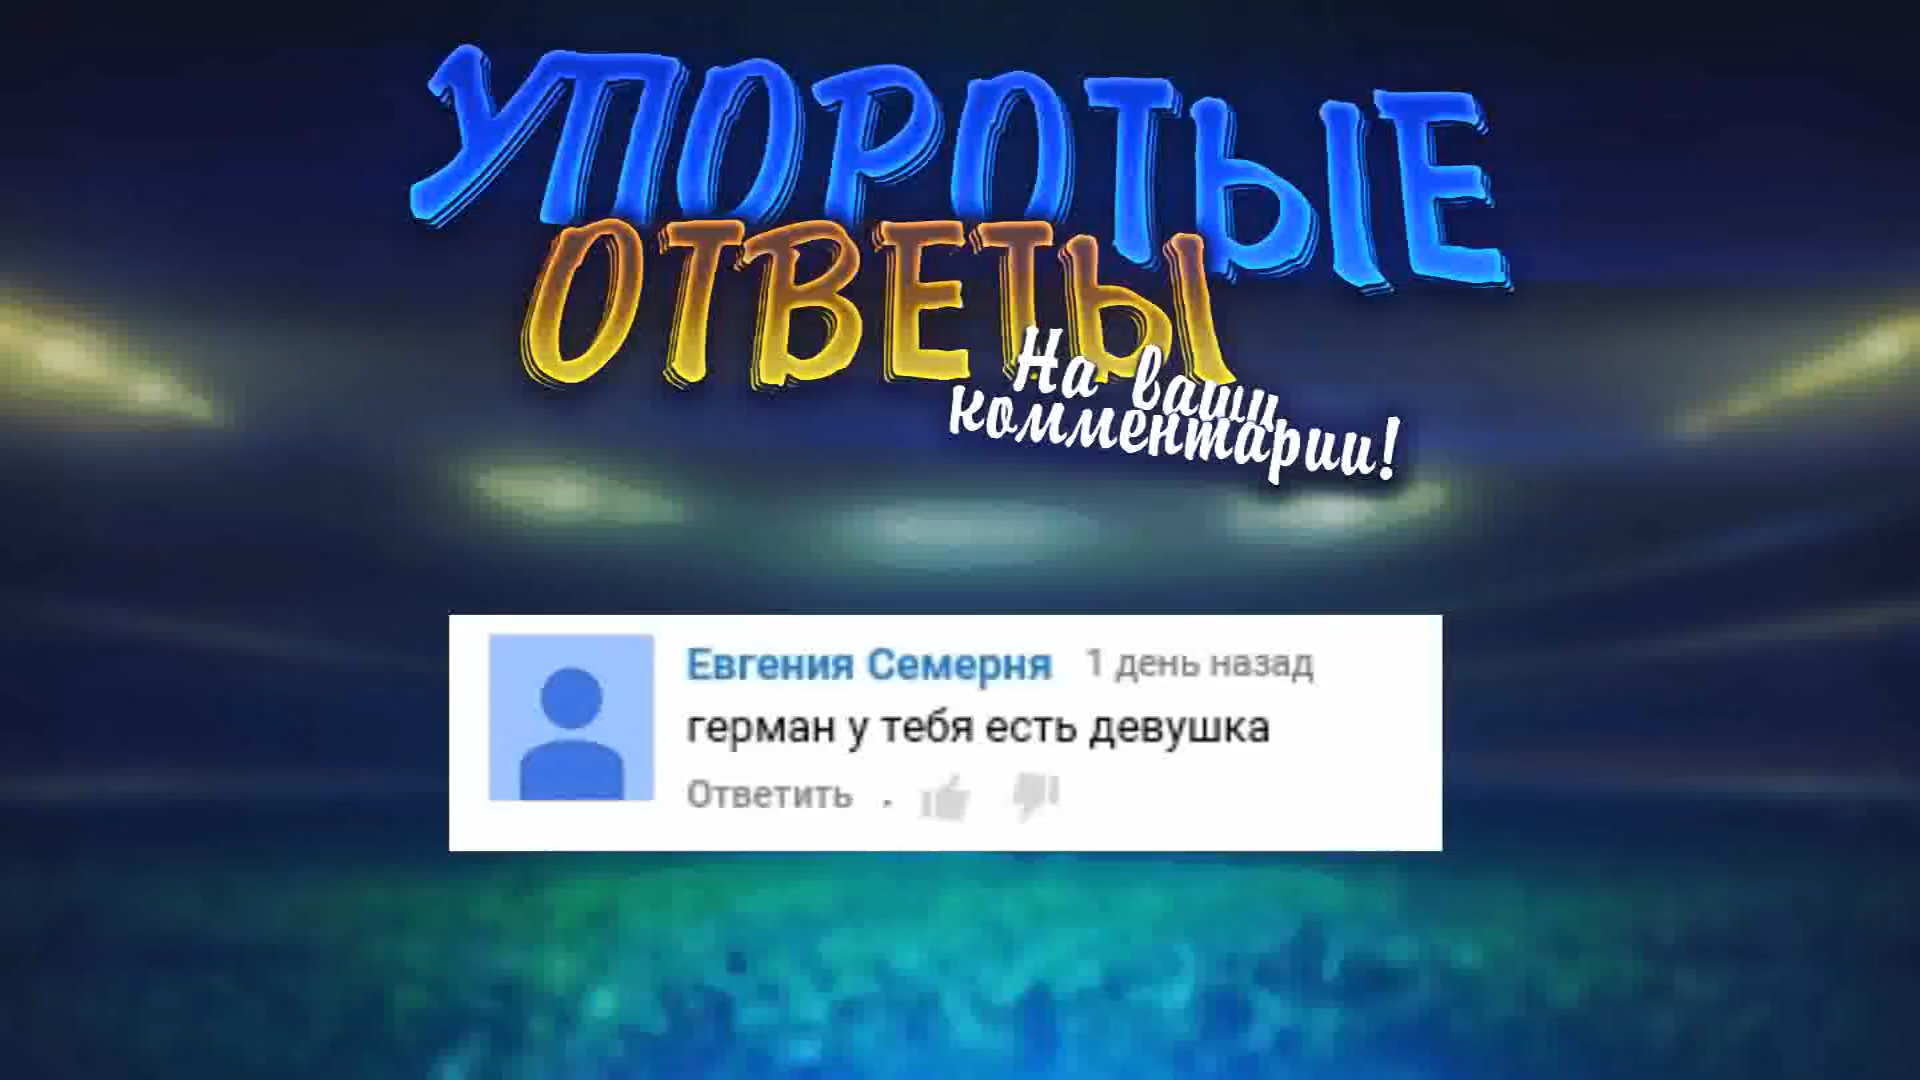 УПОРОТЫЕ
ОТВЕТЫ
На ваши
комментарии!
Евгения Семерня 1 день назад
герман у тебя есть девушка
Ответить .